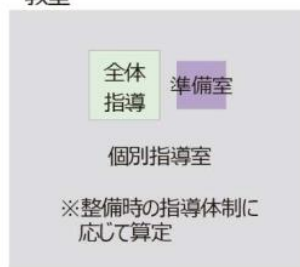 全体
指導
準備室
個別指導室
※整備時の指導体制に
応じて算定